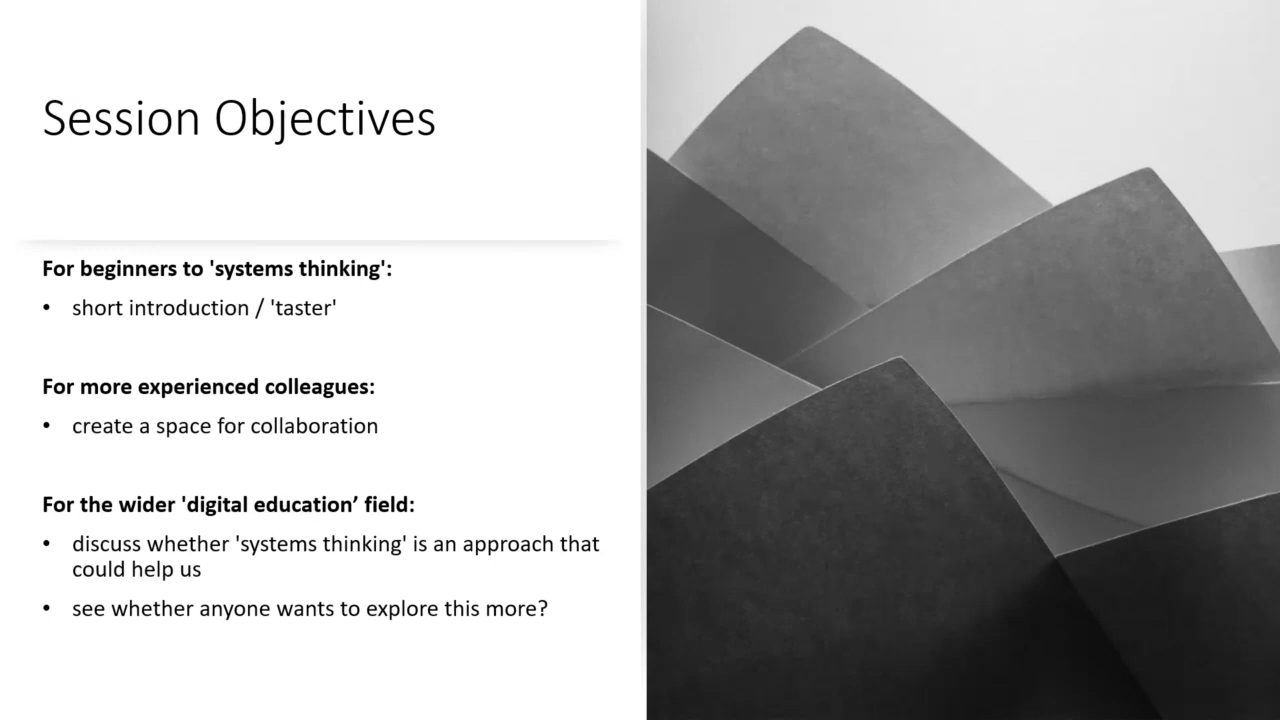 Session Objectives
For beginners to 'systems thinking':
• short introduction / 'taster'
For more experienced colleagues:
• create a space for collaboration
For the wider 'digital education’ field:
• discuss whether 'systems thinking' is an approach that
could help us
• see whether anyone wants to explore this more?